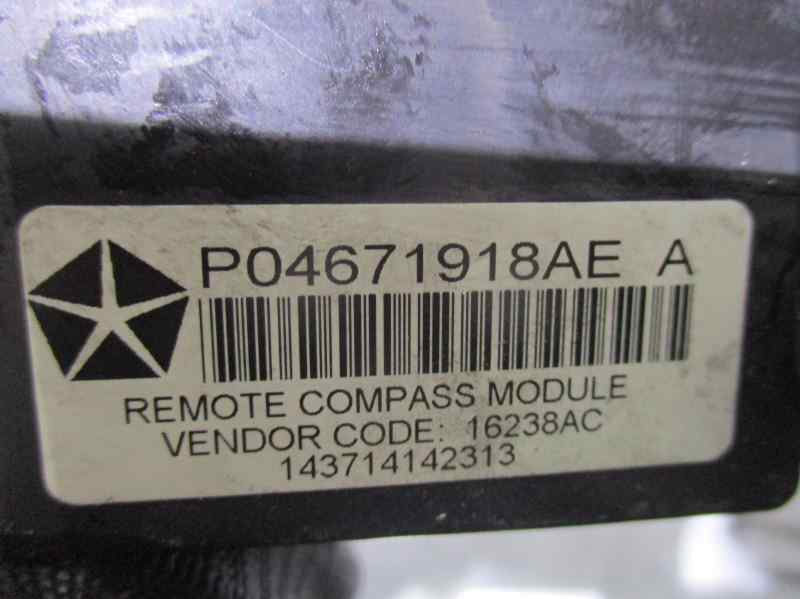 P04671918AE A
REMOTE COMPASS MODULE
VENDOR CODE: 16238AC
143714142313